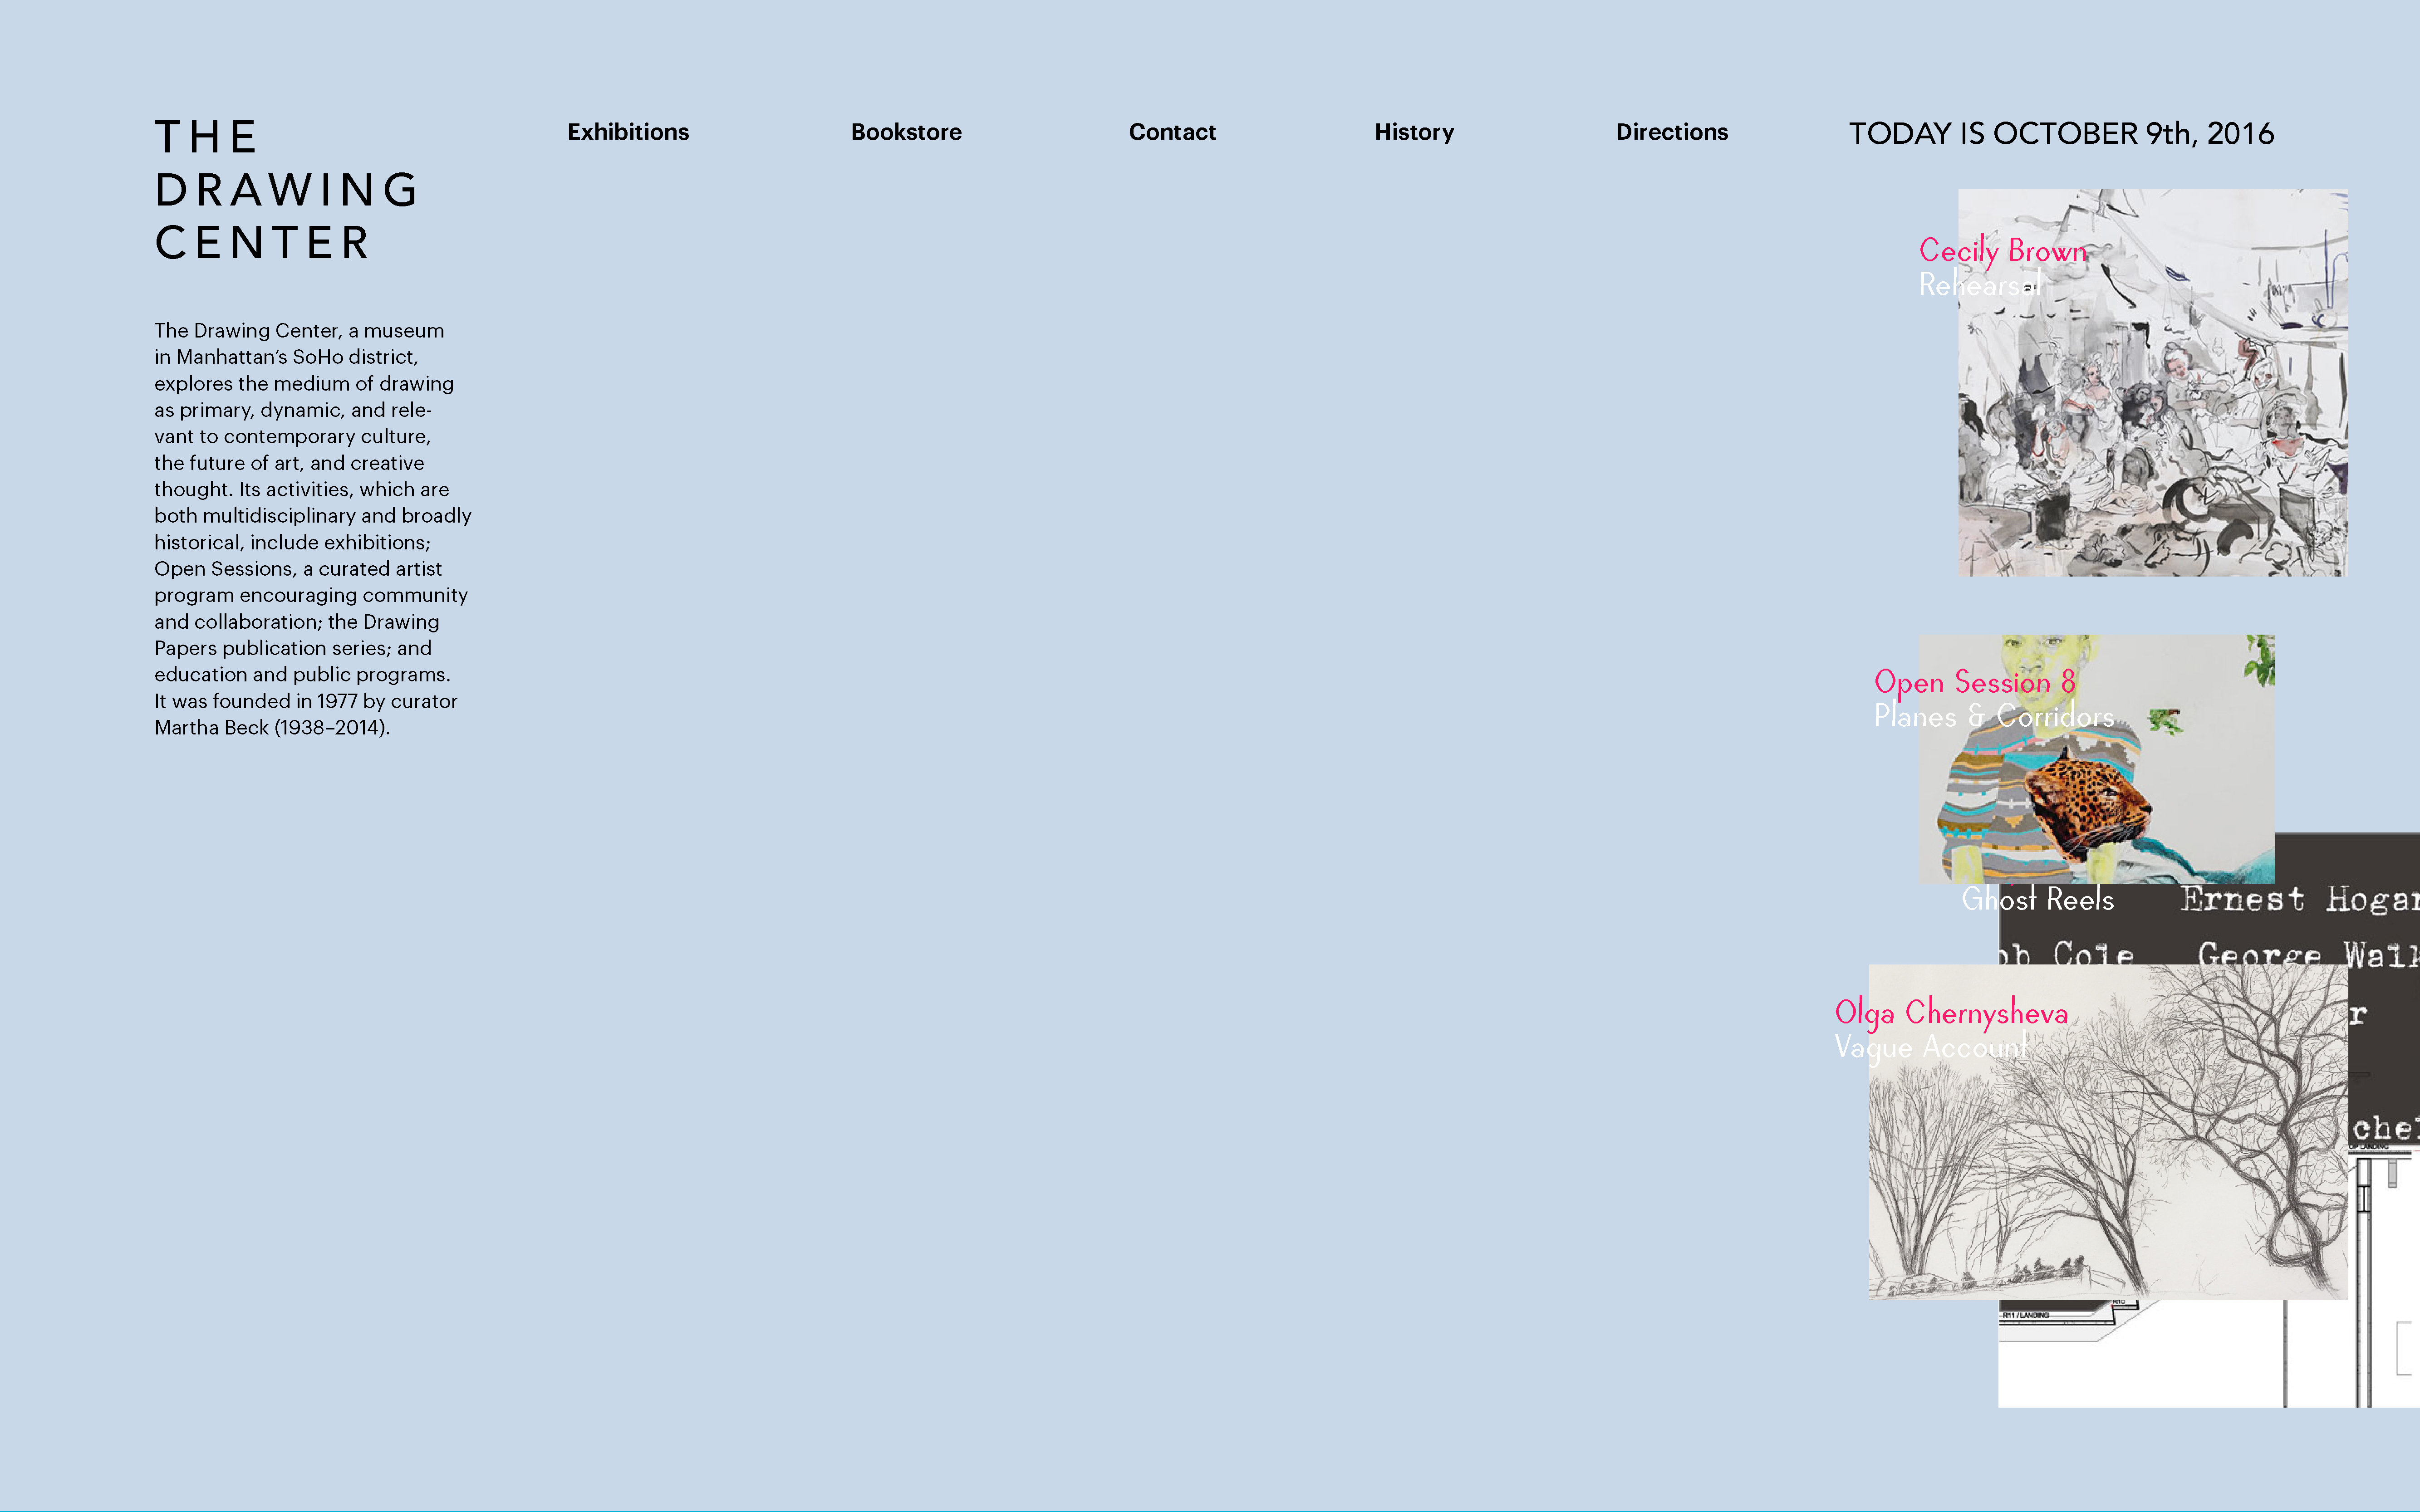 THE
DRAWING
CENTER
Exhibitions
Bookstore
Contact
History
Directions
TODAY IS OCTOBER 9th, 2016
The Drawing Center, a museum
in Manhattan’s SoHo district,
explores the medium of drawing
as primary, dynamic, and rele-
vant to contemporary culture,
the future of art, and creative
thought. Its activities, which are
both multidisciplinary and broadly
historical, include exhibitions;
Open Sessions, a curated artist
program encouraging community
and collaboration; the Drawing
Papers publication series; and
education and public programs.
It was founded in 1977 by curator
Martha Beck (1938–2014).
Cecily Brown
Rehearsal
Open Session 8
Planes & Corridors
Ghost Reels
Ernest Hogan
Cole George Walk
Olga Chernysheva
Vague Account
R10
R11 / LANDING